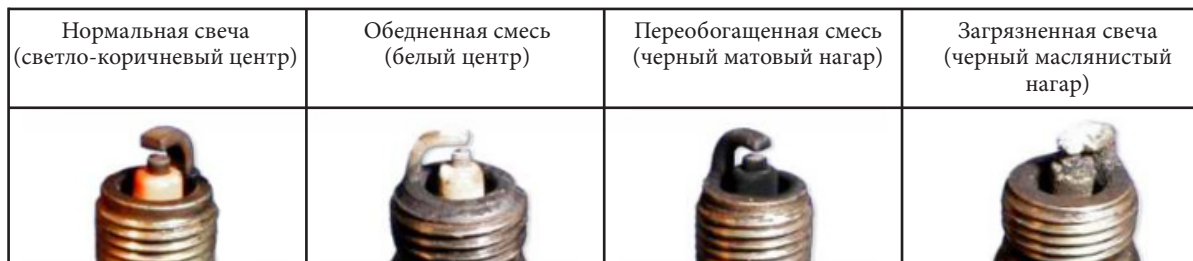 Нормальная свеча
(светло-коричневый центр)
Обедненная смесь
(белый центр)
Переобогащенная смесь
(черный матовый нагар)
Загрязненная свеча
(черный маслянистый
нагар)